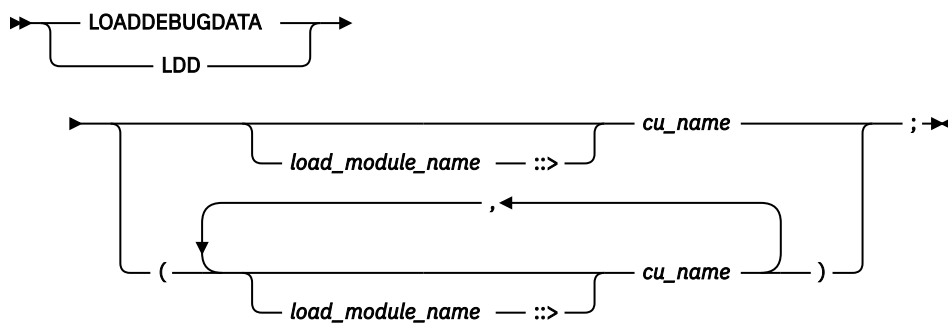 LOADDEBUGDATA
LDD
cu_name ;
load_module_name ::>
,
( cu_name )
load_module_name ::>